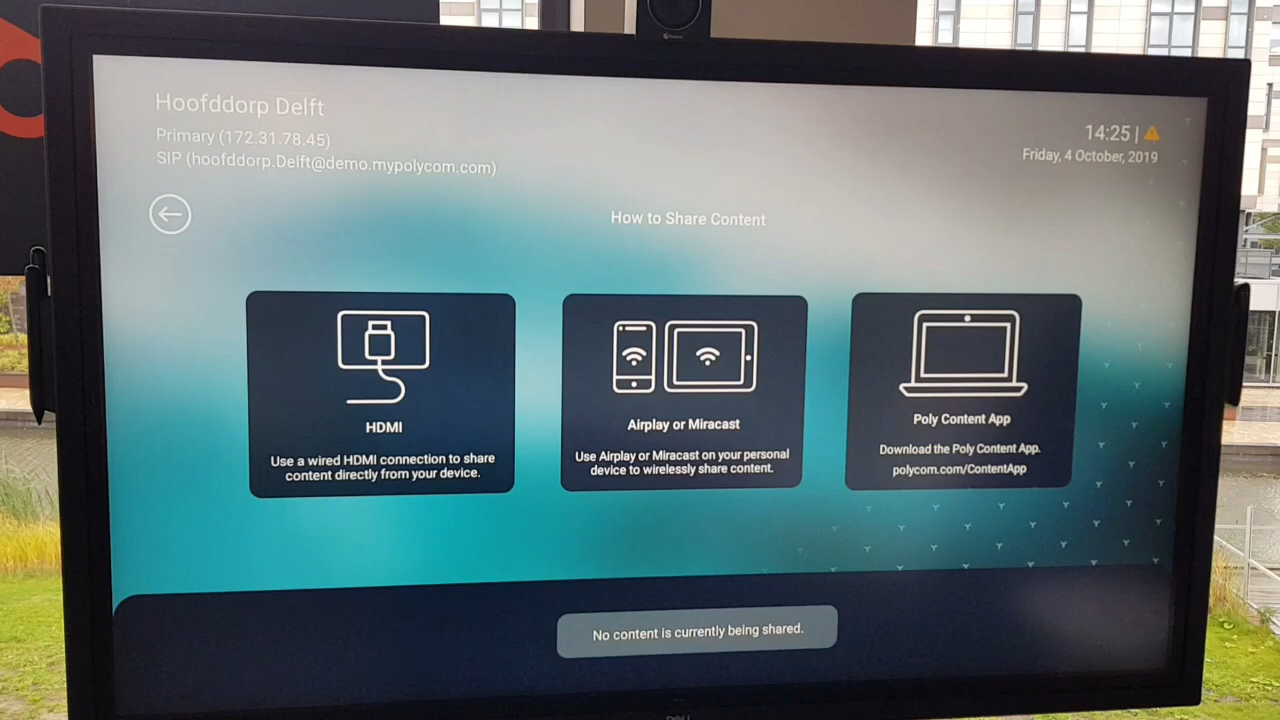 Hoofddorp Delft
Primary (172.31.78.45)
SIP (hoofddorp.Delft@demo.mypolycom.com)
14:25 |
Friday, 4 October, 2019
How to Share Content
HDMI
Use a wired HDMI connection to share
content directly from your device.
Airplay or Miracast
Use Airplay or Miracast on your personal
device to wirelessly share content.
Poly Content App
Download the Poly Content App.
polycom.com/ContentApp
No content is currently being shared.
DELL